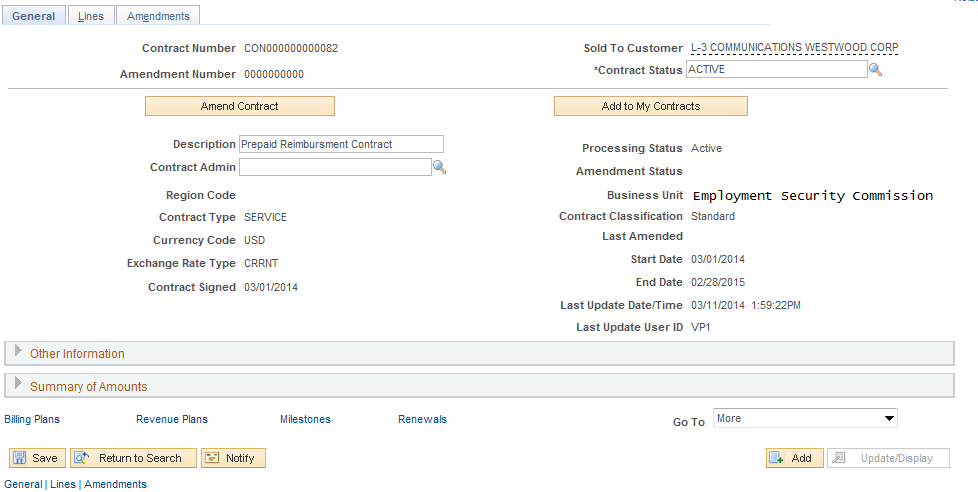 General Lines Amendments
Contract Number CON000000000082 Sold To Customer L-3 COMMUNICATIONS WESTWOOD CORP
Amendment Number 0000000000 *Contract Status ACTIVE
Amend Contract Add to My Contracts
Description Prepaid Reimbursment Contract Processing Status Active
Contract Admin Amendment Status
Region Code Business Unit Employment Security Commission
Contract Type SERVICE Contract Classification Standard
Currency Code USD Last Amended
Exchange Rate Type CRRNT Start Date 03/01/2014
Contract Signed 03/01/2014 End Date 02/28/2015
Last Update Date/Time 03/11/2014 1:59:22PM
Last Update User ID VP1
Other Information
Summary of Amounts
Billing Plans Revenue Plans Milestones Renewals Go To More
Save Return to Search Notify Add Update/Display
General | Lines | Amendments